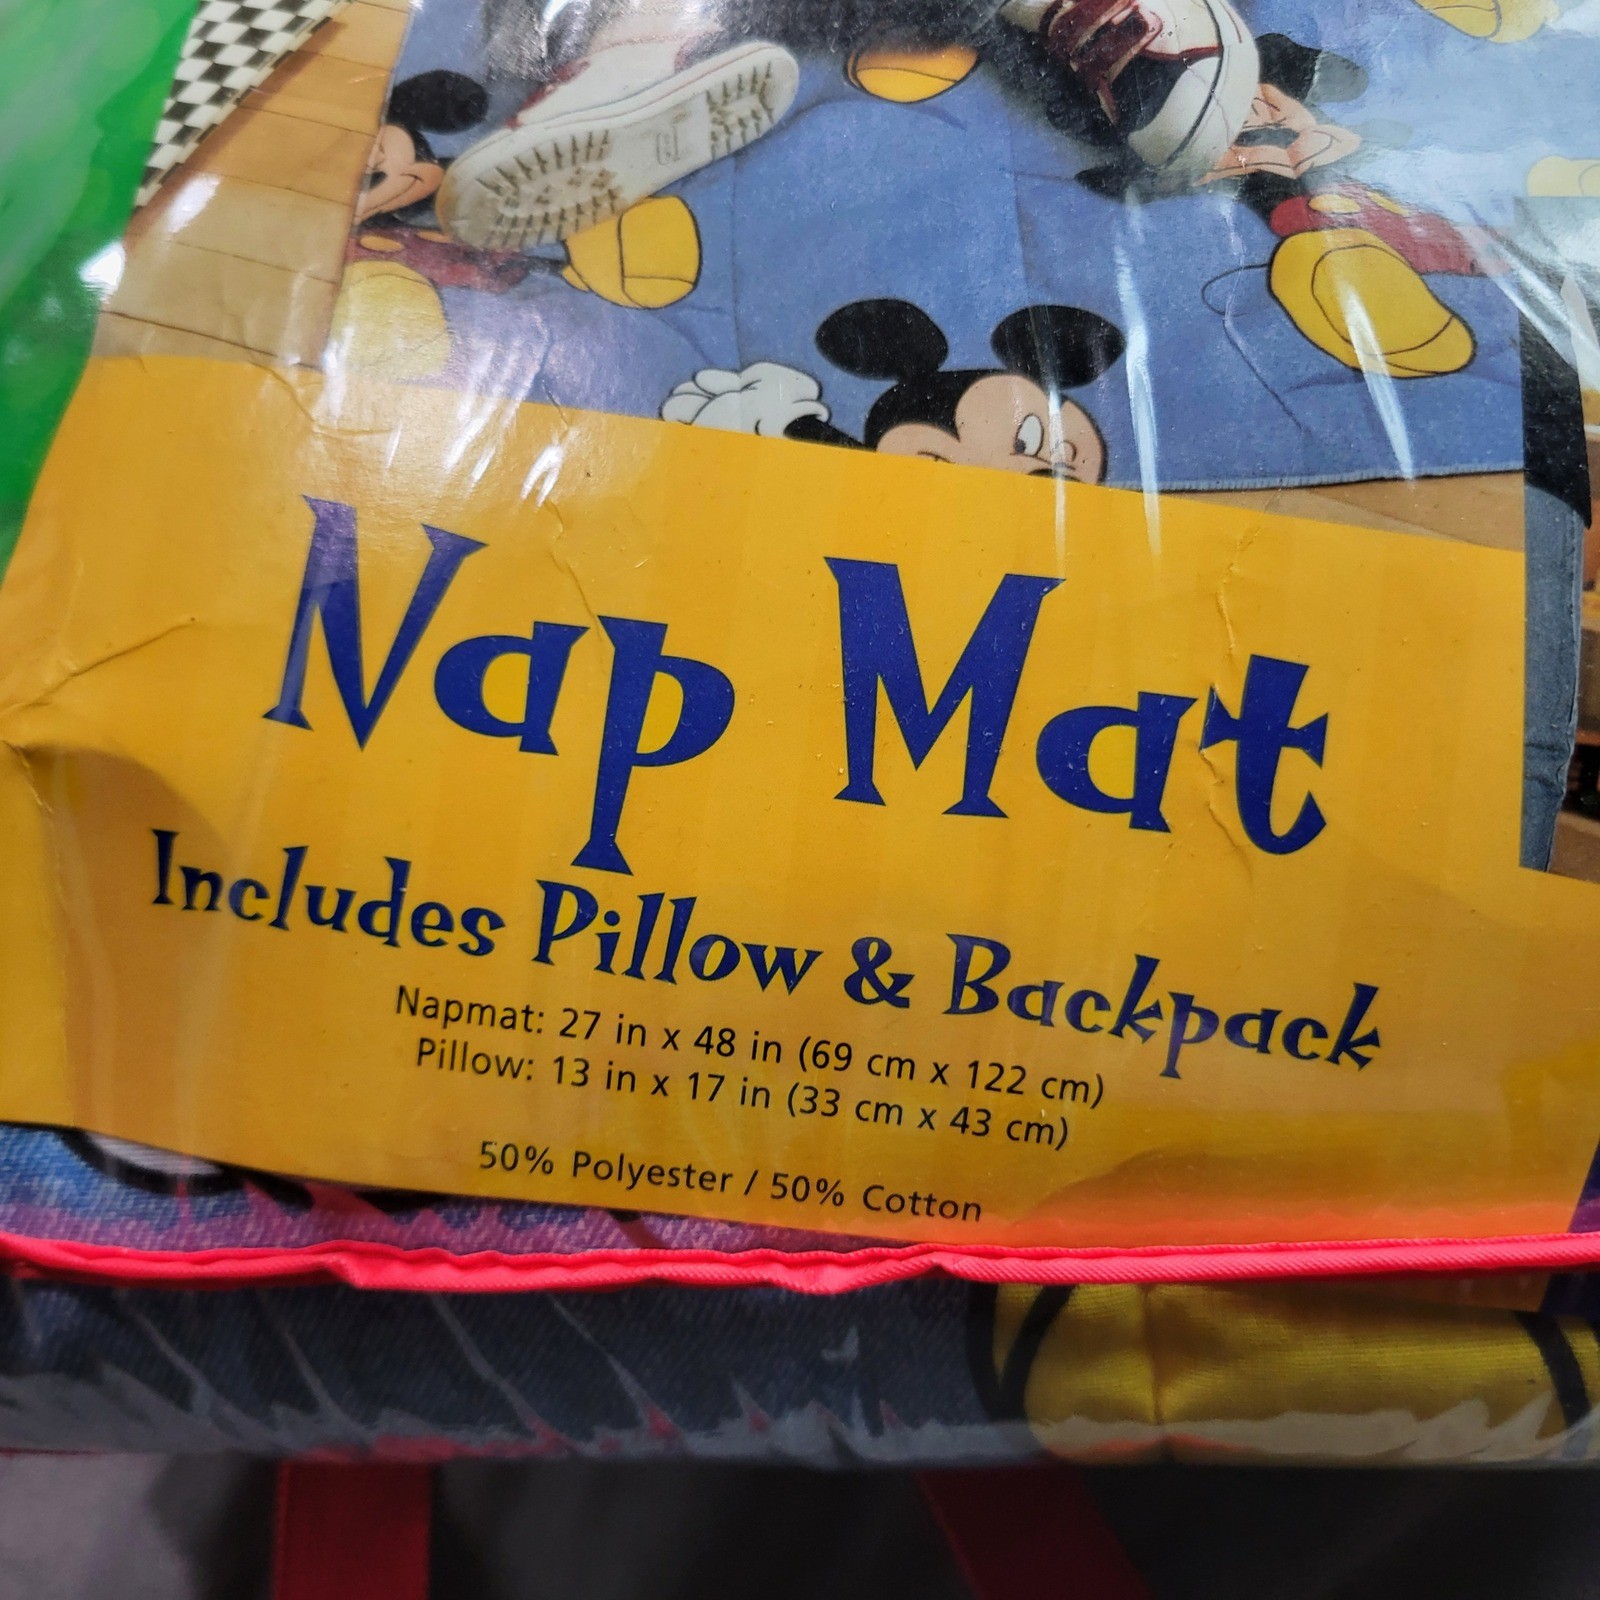 Nap Mat
Includes Pillow & Backpack
Napmat: 27 in x 48 in (69 cm x 122 cm)
Pillow: 13 in x 17 in (33 cm x 43 cm)
50% Polyester / 50% Cotton